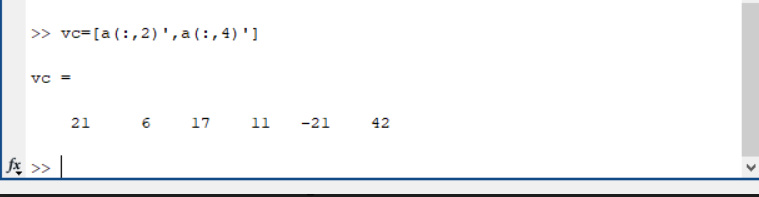 >> vc=[a(:,2)',a(:,4)']
vc =
21 6 17 11 -21 42
fx >>